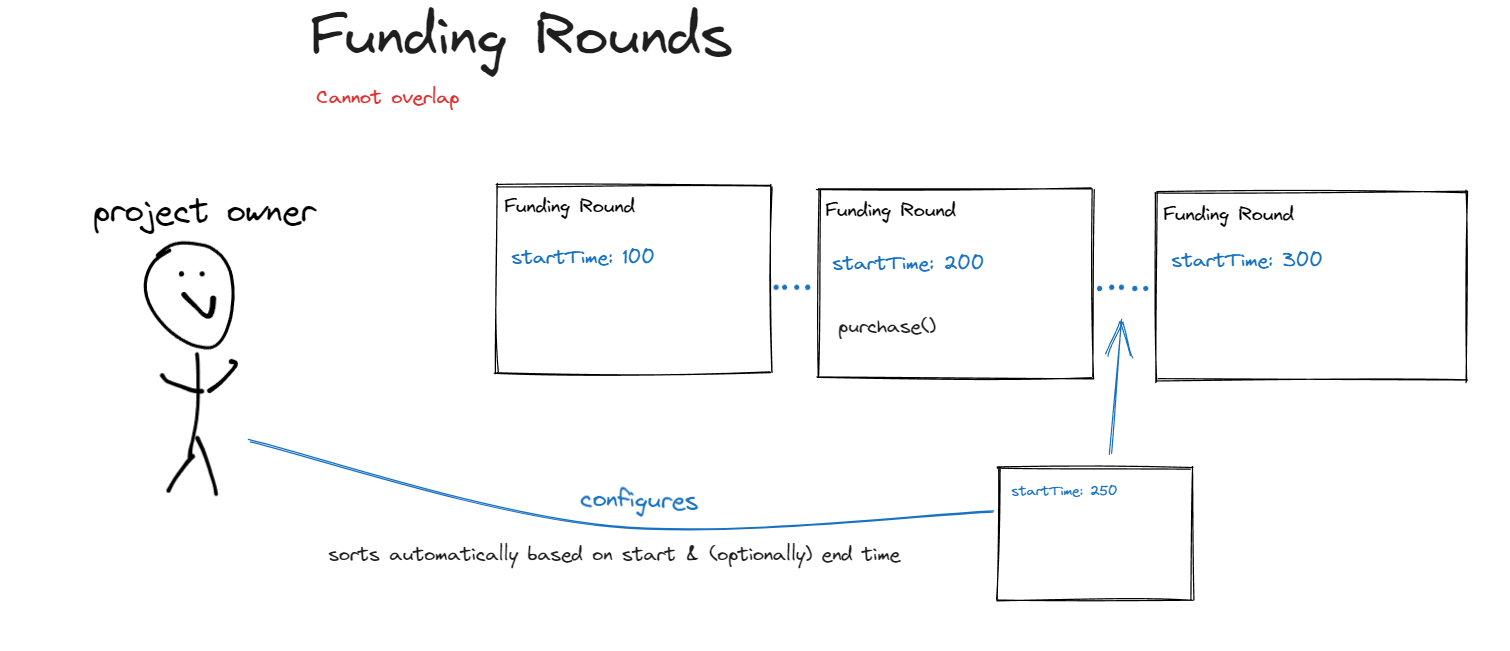 Funding Rounds
Cannot overlap
project owner
Funding Round
startTime: 100
Funding Round
startTime: 200
purchase()
Funding Round
startTime: 300
startTime: 250
configures
sorts automatically based on start & (optionally) end time